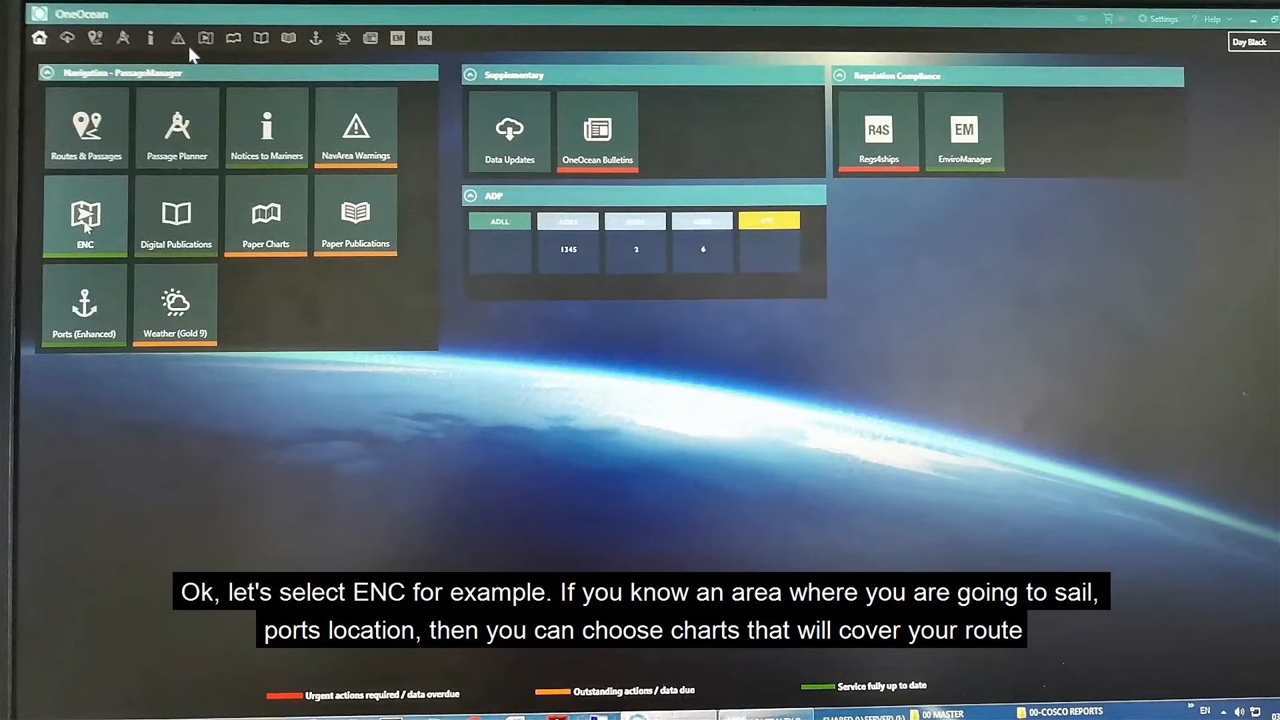 OneOcean
Settings
? Help
Day Black
Navigation - PassageManager
Routes & Passages
Passage Planner
Notices to Mariners
NavArea Warnings
ENC
Digital Publications
Paper Charts
Paper Publications
Ports (Enhanced)
Weather (Gold 9)
Supplementary
Data Updates
OneOcean Bulletins
ADP
ADLL
1345
2
6
Regulation Compliance
R4S
Regs4ships
EM
EnviroManager
EM
R4S
Ok, let's select ENC for example. If you know an area where you are going to sail,
ports location, then you can choose charts that will cover your route
Urgent actions required / data overdue
Outstanding actions / data due
Service fully up to date
00 MASTER
00-COSCO REPORTS
EN